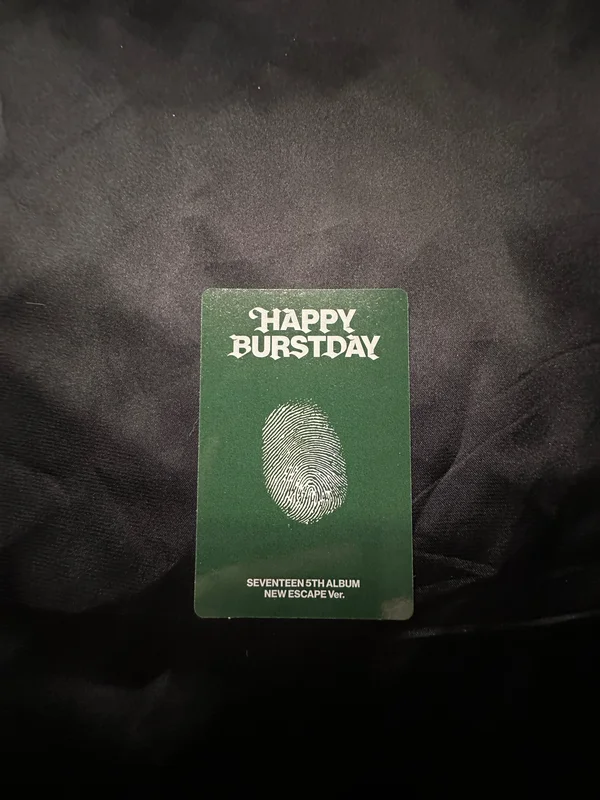 HAPPY
BURSTDAY
SEVENTEEN 5TH ALBUM
NEW ESCAPE Ver.